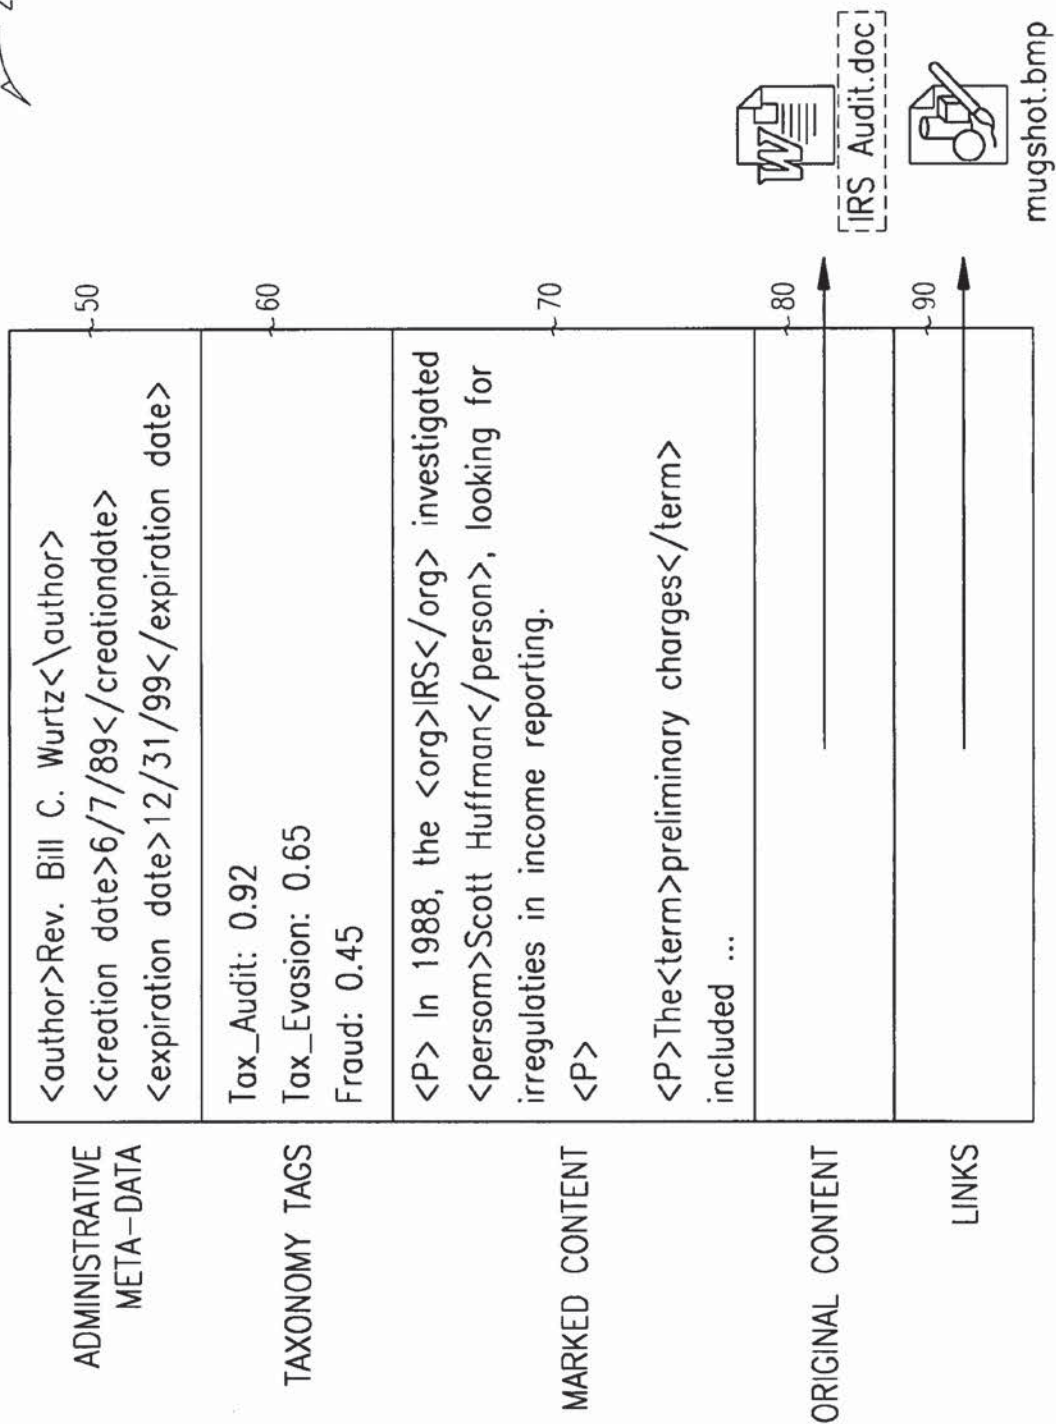 ADMINISTRATIVE
META-DATA
<author>Rev. Bill C. Wurtz<\author>
<creation date>6/7/89</creationdate>
<expiration date>12/31/99</expiration date>
50
TAXONOMY TAGS
Tax_Audit: 0.92
Tax_Evasion: 0.65
Fraud: 0.45
60
MARKED CONTENT
<P> In 1988, the <org>IRS</org> investigated
<persom>Scott Huffman</person>, looking for
irregulaties in income reporting.
<P>
<P>The<term>preliminary charges</term>
included ...
70
ORIGINAL CONTENT
80
W
IRS Audit.doc
LINKS
90
mugshot.bmp